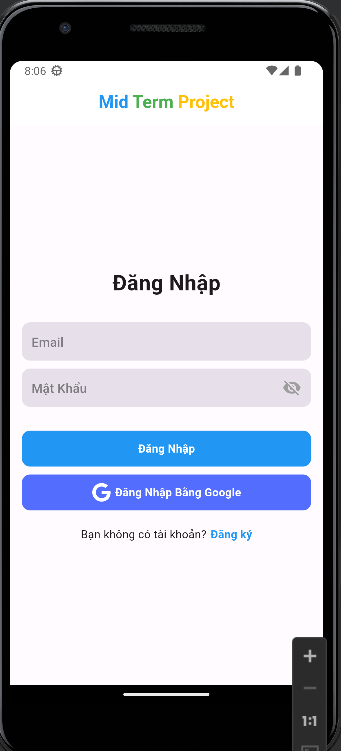 8:06
Mid Term Project
Đăng Nhập
Email
Mật Khẩu
Đăng Nhập
Đăng Nhập Bằng Google
Bạn không có tài khoản? Đăng ký
1:1